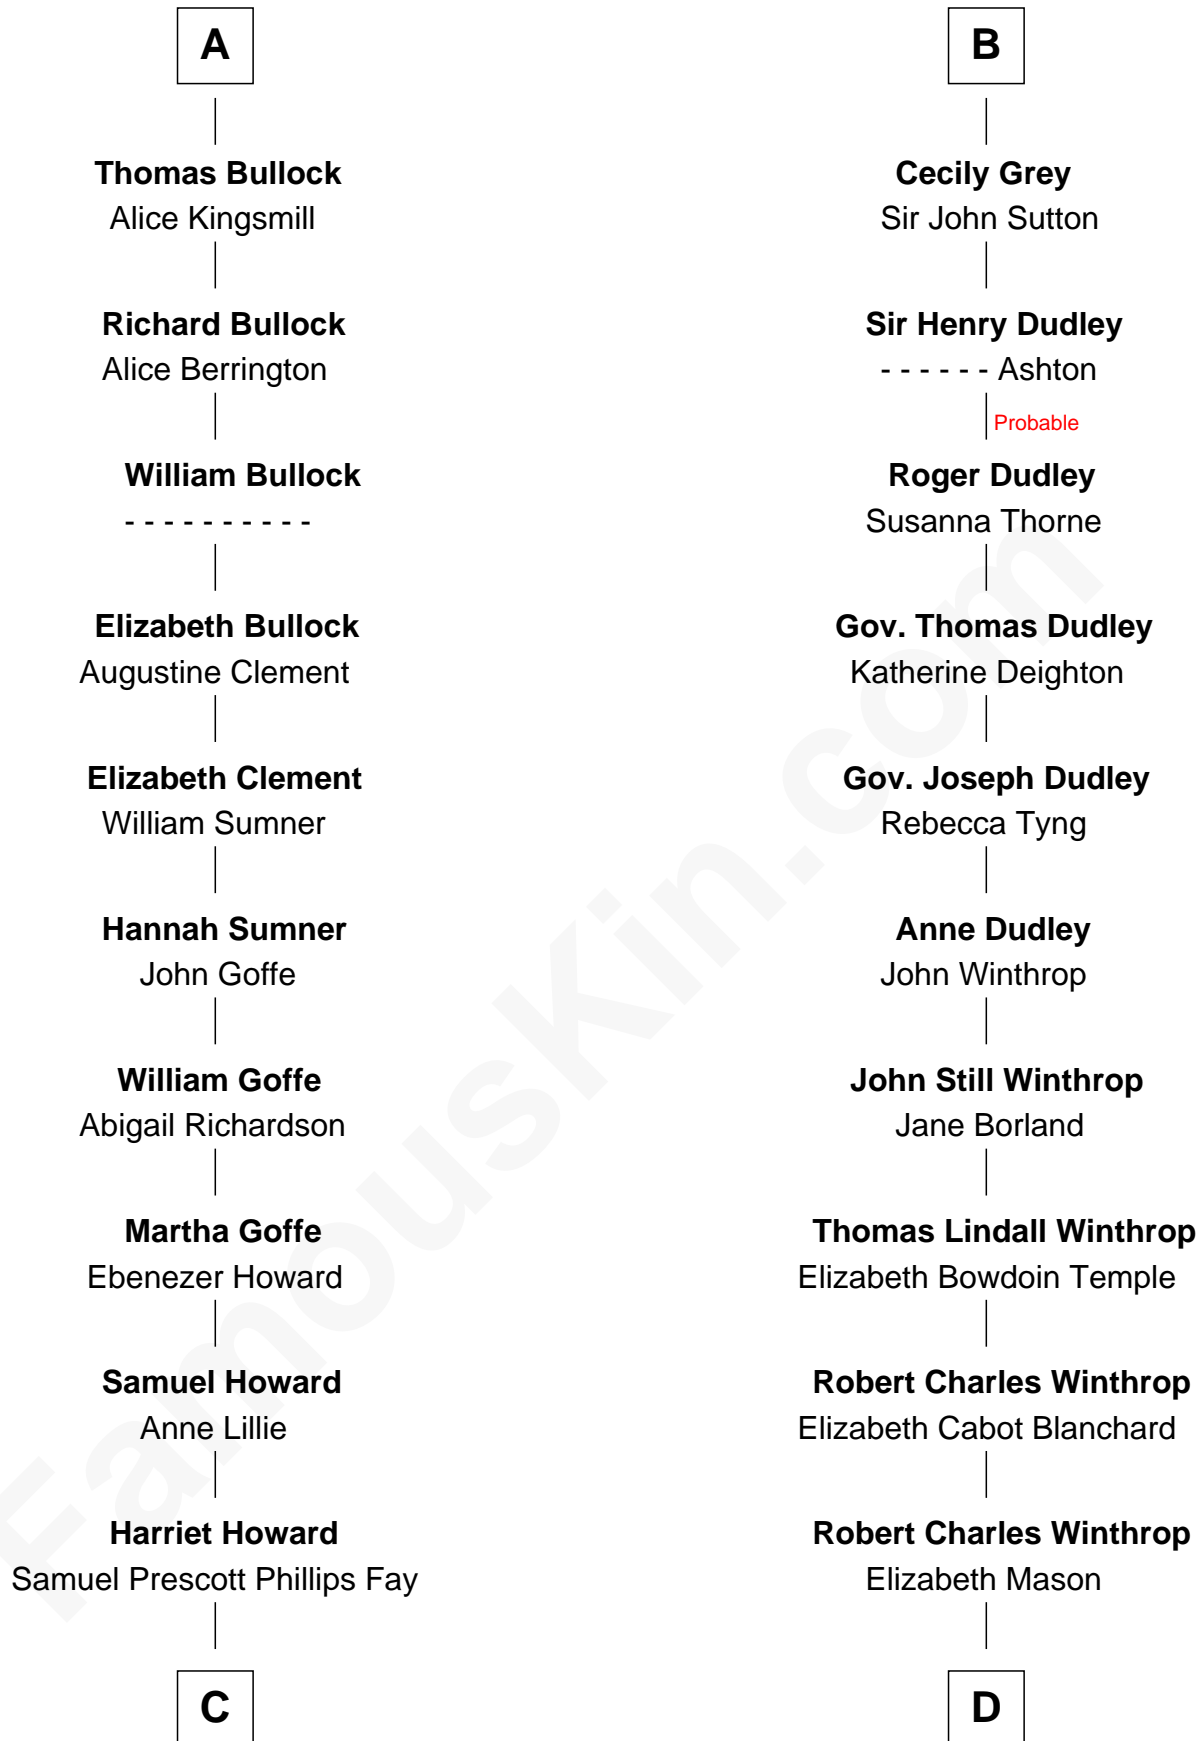 A
Thomas Bullock
Alice Kingsmill
Richard Bullock
Alice Berrington
William Bullock
- - - - - - - - - -
Elizabeth Bullock
Augustine Clement
Elizabeth Clement
William Sumner
Hannah Sumner
John Goffe
William Goffe
Abigail Richardson
Martha Goffe
Ebenezer Howard
Samuel Howard
Anne Lillie
Harriet Howard
Samuel Prescott Phillips Fay
C
B
Cecily Grey
Sir John Sutton
Sir Henry Dudley
- - - - - - Ashton
Probable
Roger Dudley
Susanna Thorne
Gov. Thomas Dudley
Katherine Deighton
Gov. Joseph Dudley
Rebecca Tyng
Anne Dudley
John Winthrop
John Still Winthrop
Jane Borland
Thomas Lindall Winthrop
Elizabeth Bowdoin Temple
Robert Charles Winthrop
Elizabeth Cabot Blanchard
Robert Charles Winthrop
Elizabeth Mason
D
FamousKin.com